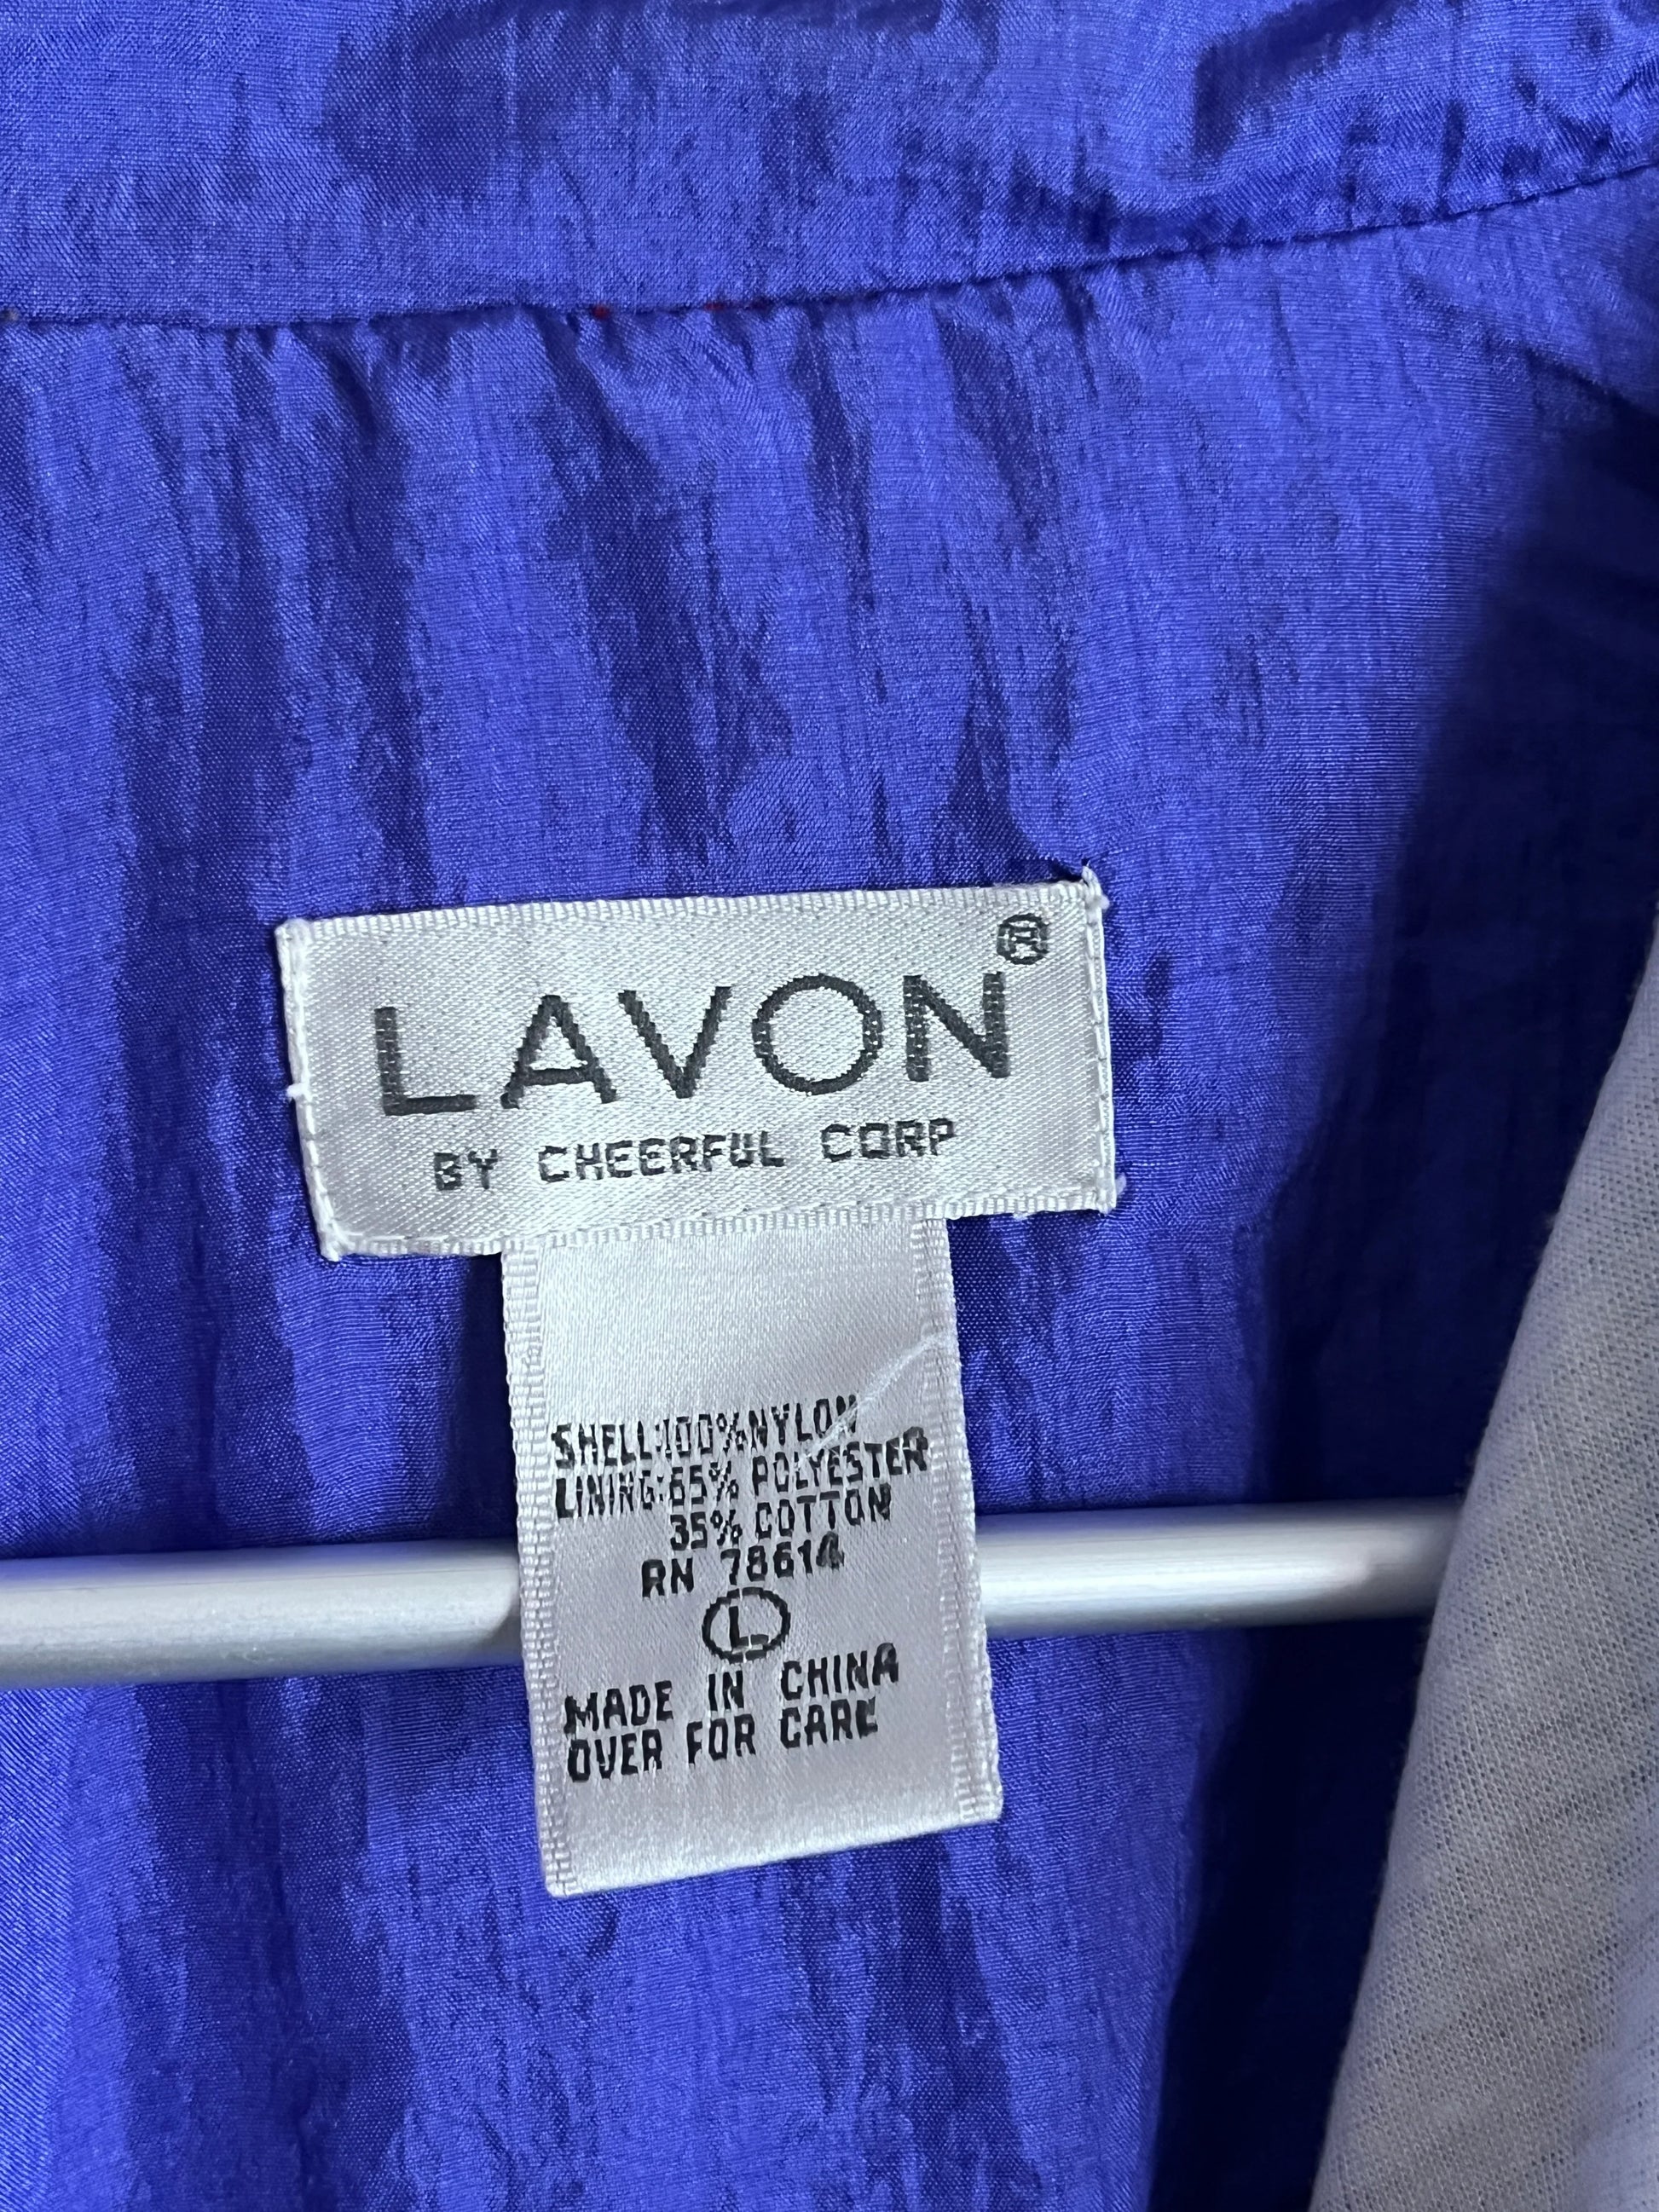 LAVON®
BY CHEERFUL CORP
SHELL:100%NYLON
LINING:65% POLYESTER
35% COTTON
RN 78614
L
MADE IN CHINA
OVER FOR CARE